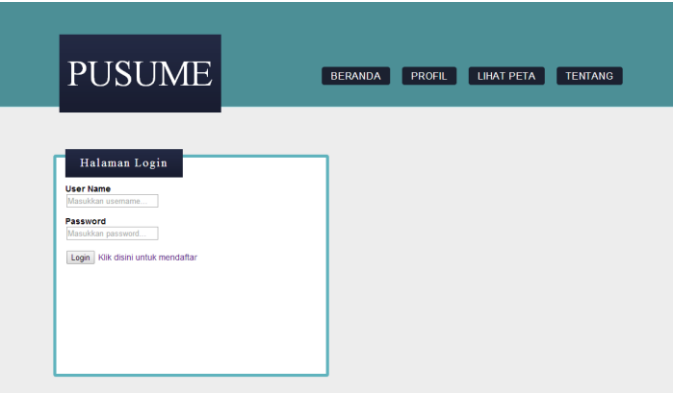 PUSUME
BERANDA PROFIL LIHAT PETA TENTANG
Halaman Login
User Name
Masukkan username...
Password
Masukkan password...
Login Klik disini untuk mendaftar